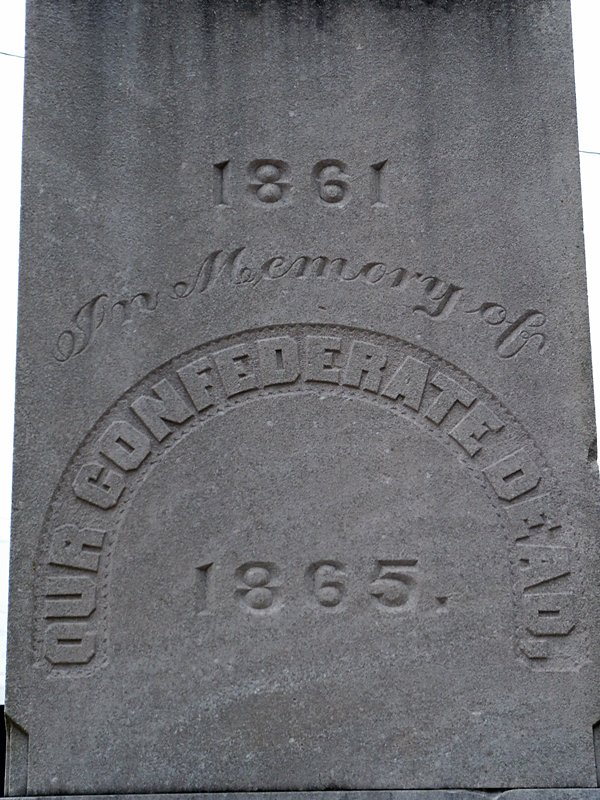 1861
In Memory of
OUR CONFEDERATE DEAD,
1865.